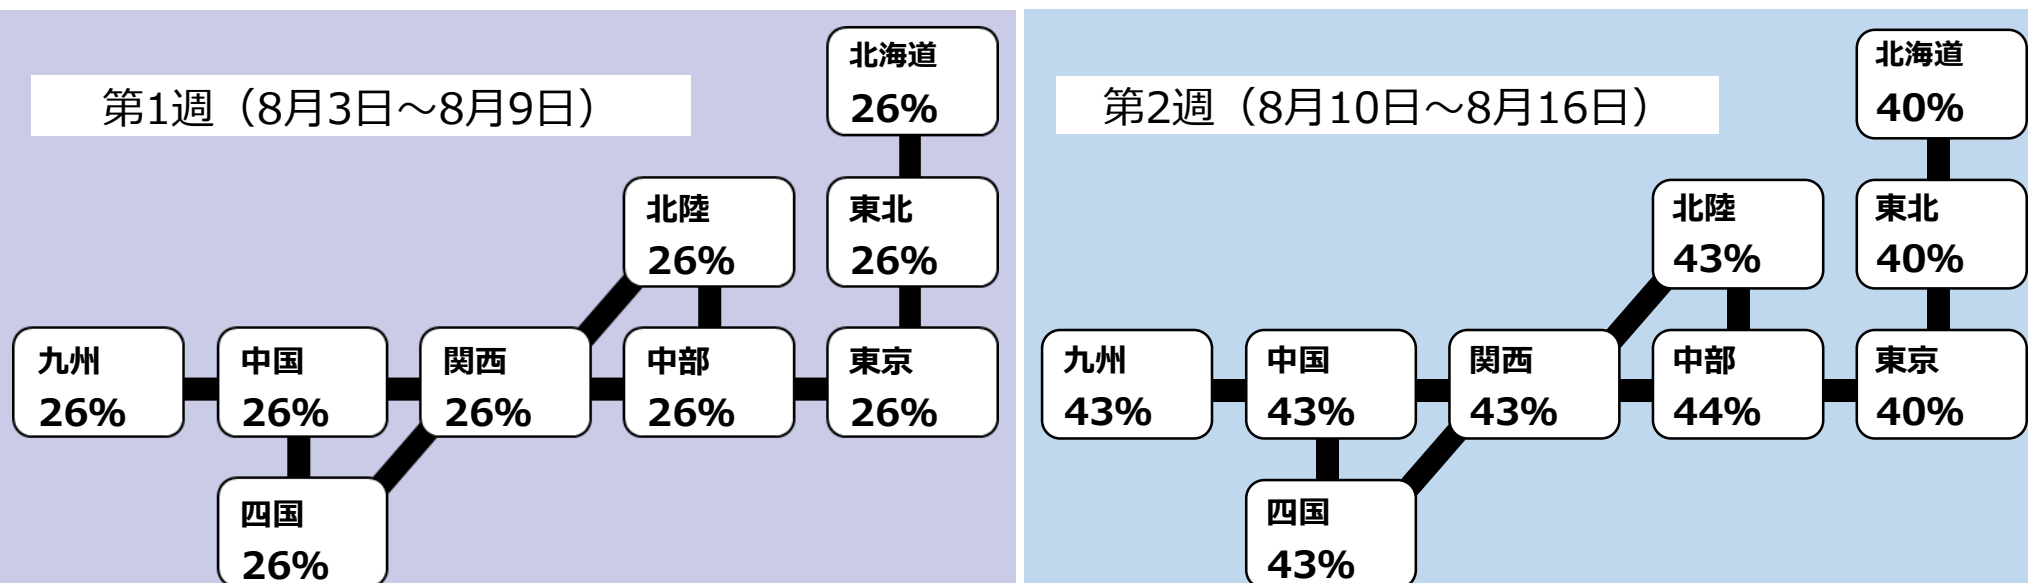 第1週（8月3日～8月9日）
北海道
26%
北陸
26%
東北
26%
九州
26%
中国
26%
関西
26%
中部
26%
東京
26%
四国
26%
第2週（8月10日～8月16日）
北海道
40%
北陸
43%
東北
40%
九州
43%
中国
43%
関西
43%
中部
44%
東京
40%
四国
43%